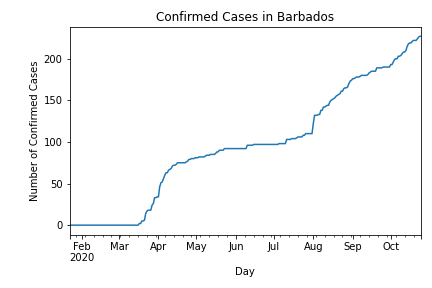 Confirmed Cases in Barbados
Number of Confirmed Cases
200
150
100
50
0
Feb Mar Apr May Jun Jul Aug Sep Oct
2020
Day